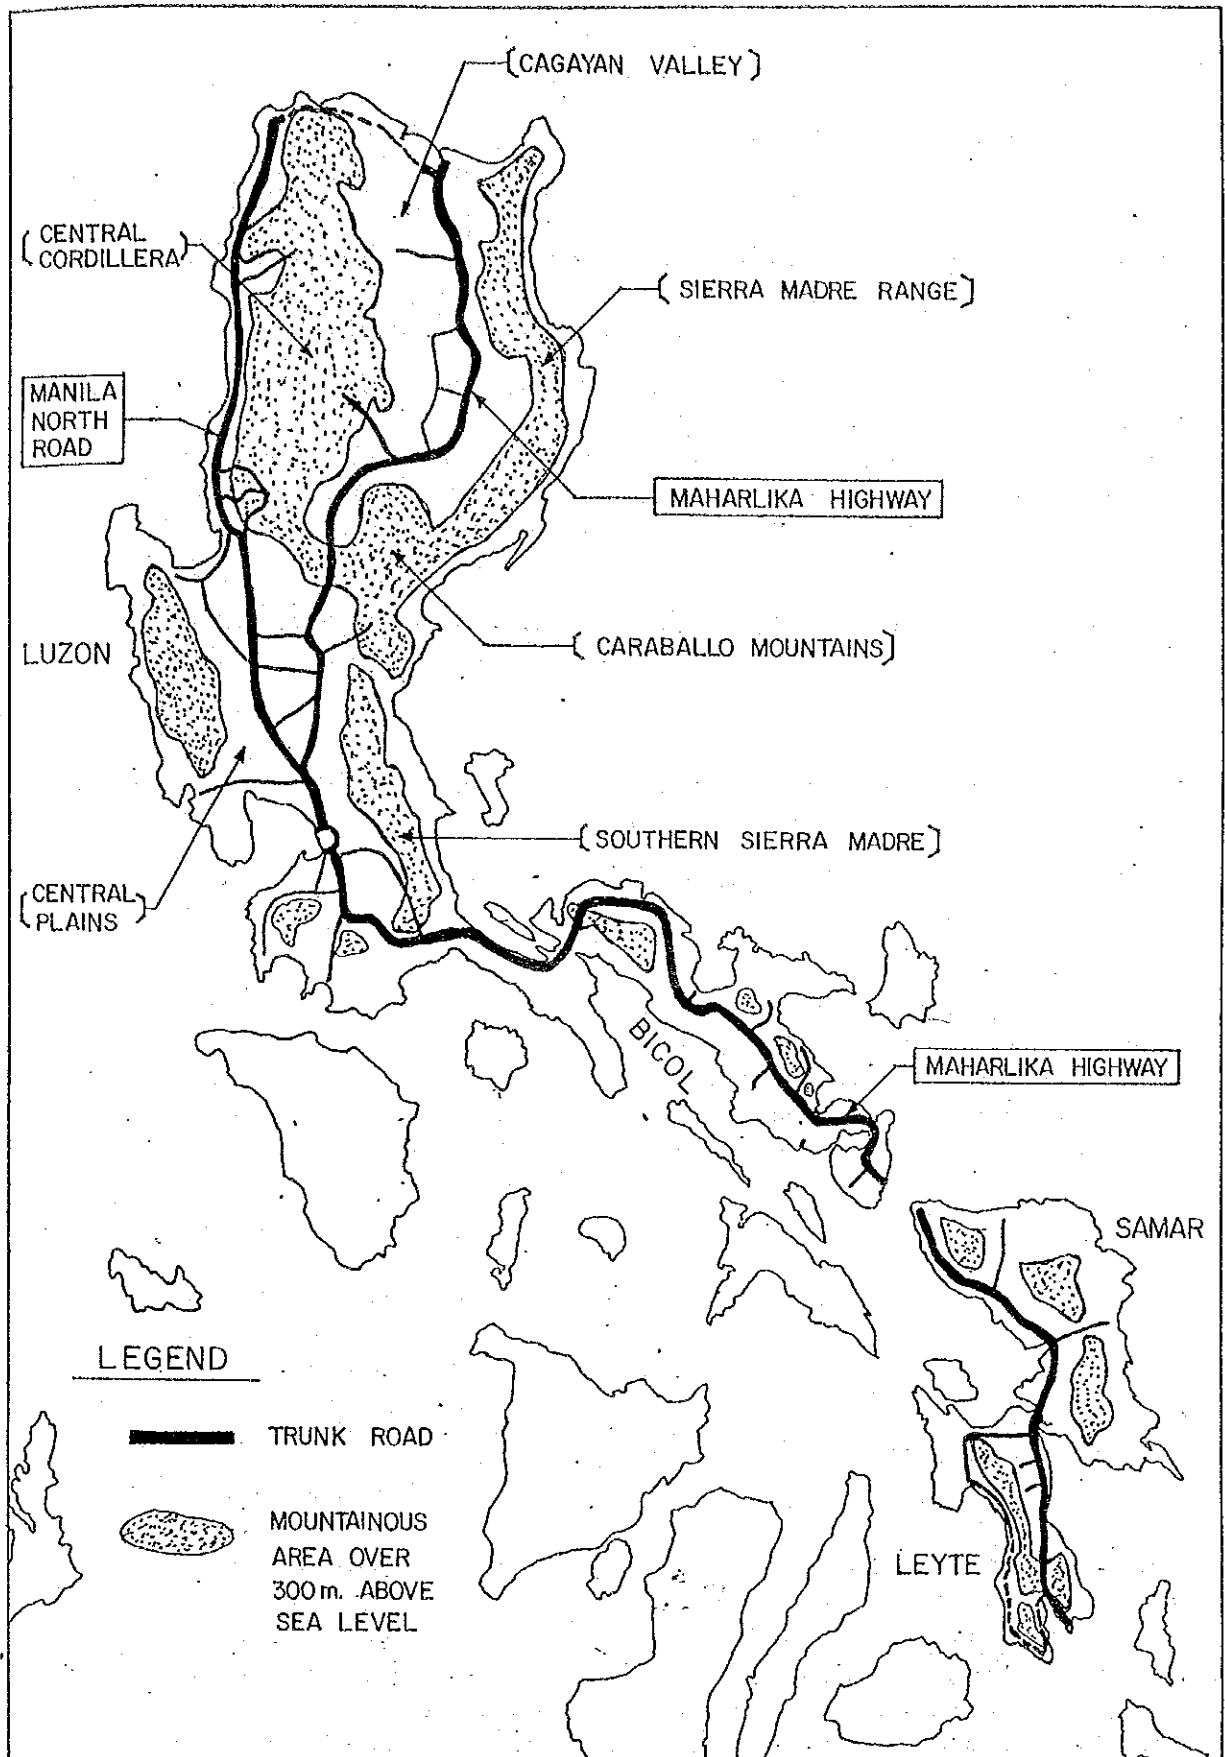 [CAGAYAN VALLEY]
[CENTRAL
CORDILLERA]
[SIERRA MADRE RANGE]
MANILA
NORTH
ROAD
MAHARLIKA HIGHWAY
LUZON
[CARABALLO MOUNTAINS]
[SOUTHERN SIERRA MADRE]
[CENTRAL
PLAINS]
BICOL
MAHARLIKA HIGHWAY
SAMAR
LEGEND
TRUNK ROAD
MOUNTAINOUS
AREA OVER
300 m. ABOVE
SEA LEVEL
LEYTE